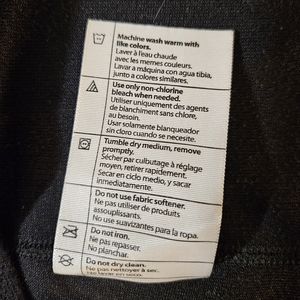 Machine wash warm with
like colors.
Laver à l'eau chaude
avec les memes couleurs.
Lavar a máquina con agua tibia,
junto a colores similares.
Use only non-chlorine
bleach when needed.
Utiliser uniquement des agents
de blanchiment sans chlore,
au besoin.
Usar solamente blanqueador
sin cloro cuando se necesite.
Tumble dry medium, remove
promptly.
Sécher par culbutage à réglage
moyen, retirer rapidement.
Secar en ciclo medio, y sacar
inmediatamente.
Do not use fabric softener.
Ne pas utiliser de produits
assouplissants.
No use suavizantes para la ropa.
Do not iron.
Ne pas repasser.
No planchar.
Do not dry clean.
Ne pas nettoyer à sec.
No lave en seco.